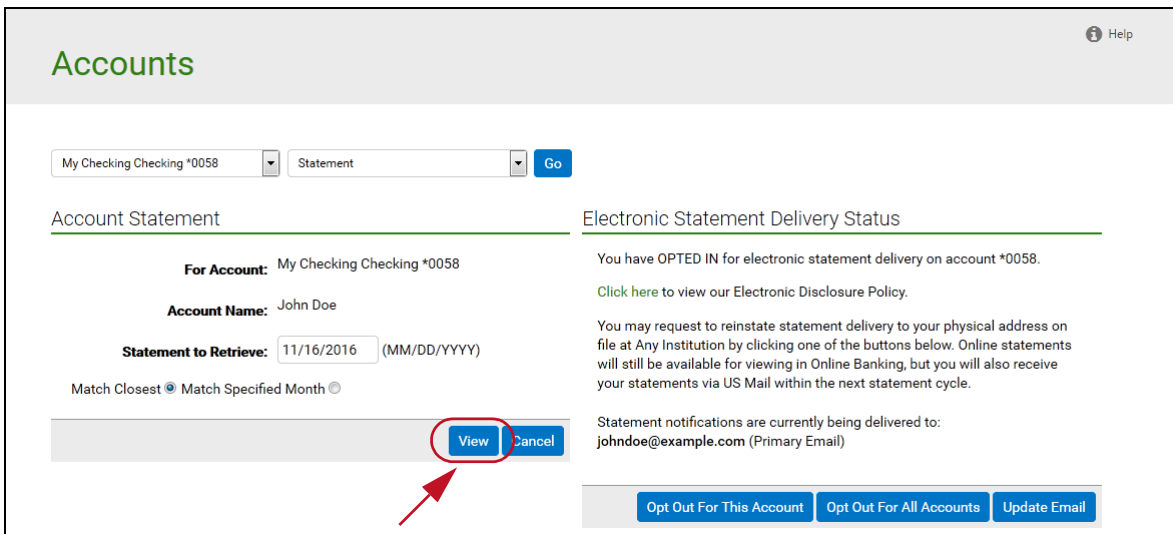 Help
Accounts
My Checking Checking *0058
Statement
Go
Account Statement
For Account: My Checking Checking *0058
Account Name: John Doe
Statement to Retrieve: 11/16/2016 (MM/DD/YYYY)
Match Closest Match Specified Month
View Cancel
Electronic Statement Delivery Status
You have OPTED IN for electronic statement delivery on account *0058.
Click here to view our Electronic Disclosure Policy.
You may request to reinstate statement delivery to your physical address on
file at Any Institution by clicking one of the buttons below. Online statements
will still be available for viewing in Online Banking, but you will also receive
your statements via US Mail within the next statement cycle.
Statement notifications are currently being delivered to:
johndoe@example.com (Primary Email)
Opt Out For This Account Opt Out For All Accounts Update Email